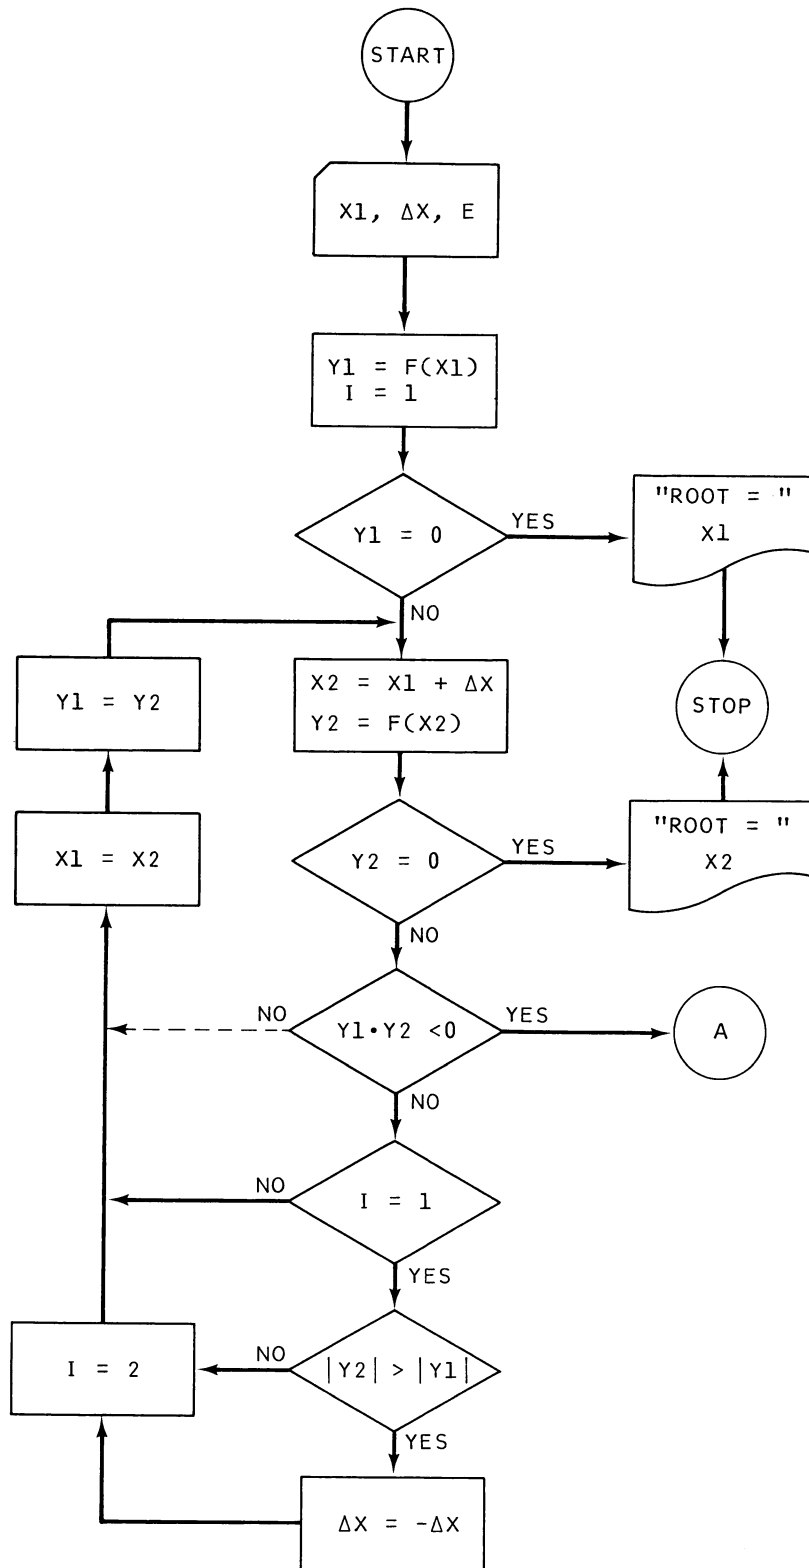 START
X1, ΔX, E
Y1 = F(X1)
I = 1
Y1 = 0
YES
"ROOT = "
X1
NO
Y1 = Y2
X2 = X1 + ΔX
Y2 = F(X2)
STOP
X1 = X2
Y2 = 0
YES
"ROOT = "
X2
NO
NO
Y1•Y2 <0
YES
A
NO
NO
I = 1
YES
I = 2
NO
|Y2| > |Y1|
YES
ΔX = -ΔX